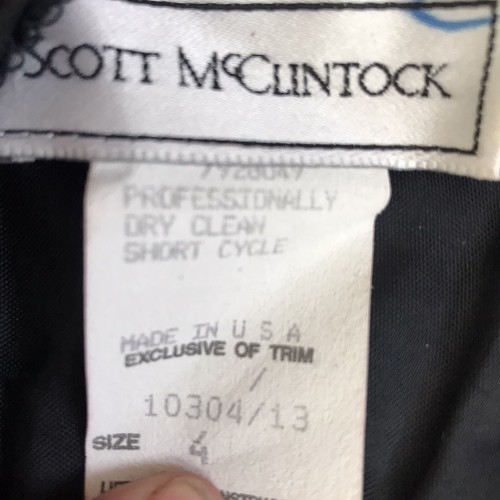 SCOTT McCLINTOCK
PROFESSIONALLY
DRY CLEAN
SHORT CYCLE
MADE IN U S A
EXCLUSIVE OF TRIM
/
10304/13
SIZE 4